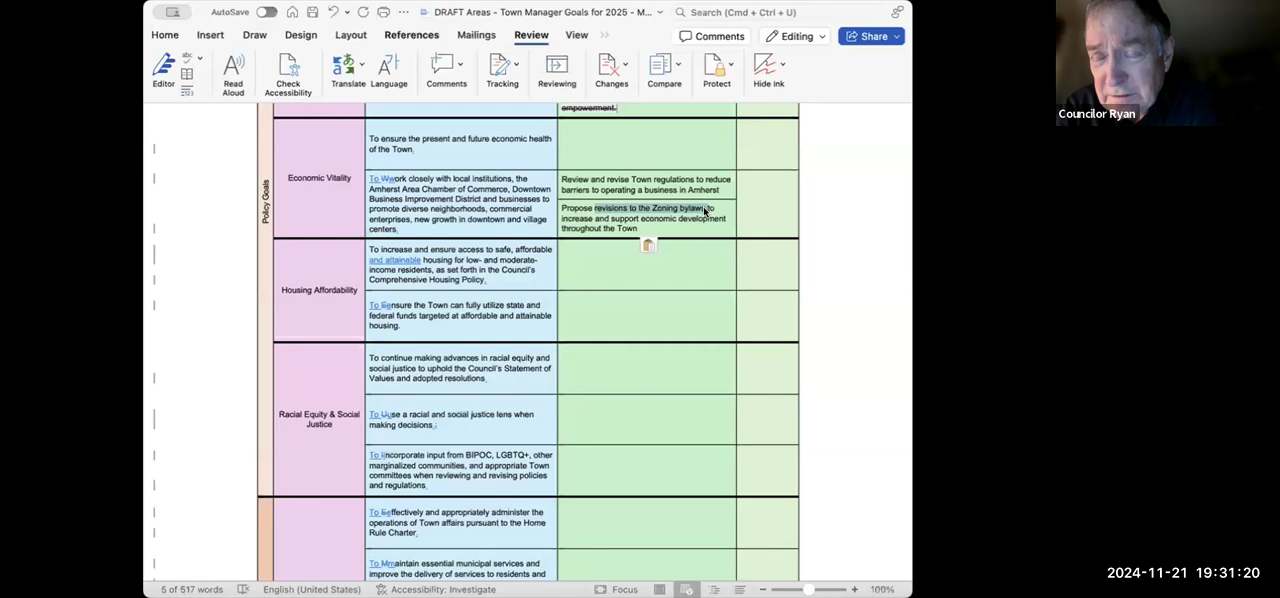 AutoSave
DRAFT Areas - Town Manager Goals for 2025 - M...
Search (Cmd + Ctrl + U)
Home Insert Draw Design Layout References Mailings Review View
Comments Editing Share
Editor Read Aloud Check Accessibility Translate Language Comments Tracking Reviewing Changes Compare Protect Hide ink
empowerment.
Policy Goals
Economic Vitality
To ensure the present and future economic health
of the Town.
To Wwork closely with local institutions, the
Amherst Area Chamber of Commerce, Downtown
Business Improvement District and businesses to
promote diverse neighborhoods, commercial
enterprises, new growth in downtown and village
centers.
Review and revise Town regulations to reduce
barriers to operating a business in Amherst
Propose revisions to the Zoning bylaws to
increase and support economic development
throughout the Town
Housing Affordability
To increase and ensure access to safe, affordable
and attainable housing for low- and moderate-
income residents, as set forth in the Council's
Comprehensive Housing Policy.
To Eensure the Town can fully utilize state and
federal funds targeted at affordable and attainable
housing.
Racial Equity & Social
Justice
To continue making advances in racial equity and
social justice to uphold the Council's Statement of
Values and adopted resolutions.
To Uuse a racial and social justice lens when
making decisions.;
To Iincorporate input from BIPOC, LGBTQ+, other
marginalized communities, and appropriate Town
committees when reviewing and revising policies
and regulations.
To Eeffectively and appropriately administer the
operations of Town affairs pursuant to the Home
Rule Charter.
To Mmaintain essential municipal services and
improve the delivery of services to residents and
5 of 517 words English (United States) Accessibility: Investigate Focus 100%
Councilor Ryan
2024-11-21 19:31:20